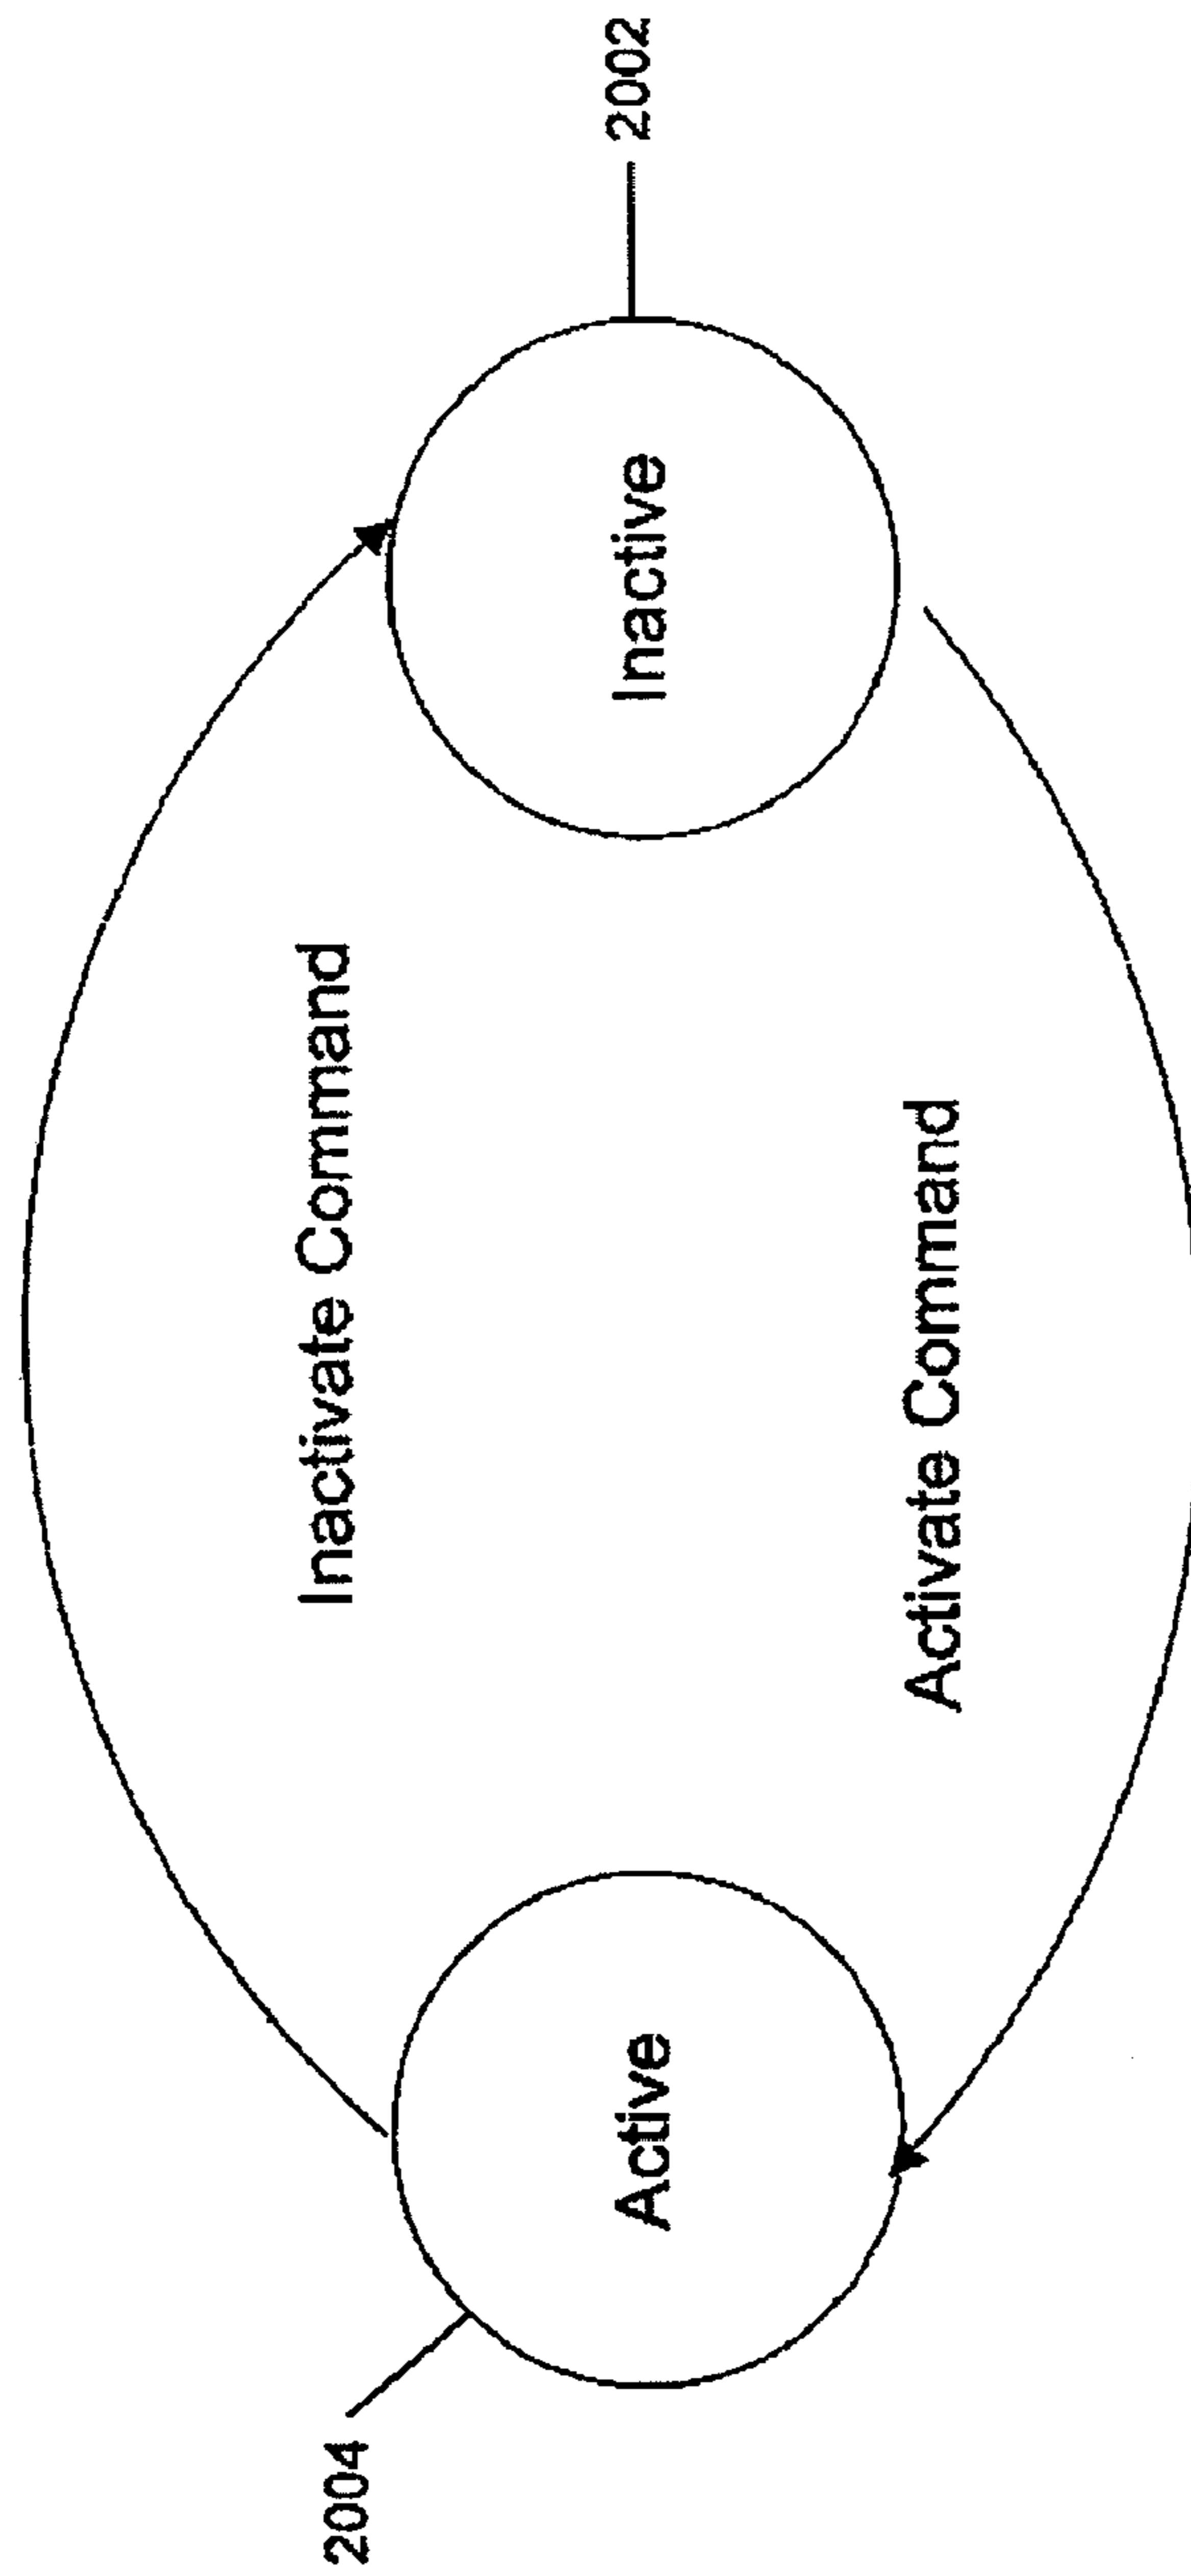 Inactivate Command
2004
Active
Inactive
2002
Activate Command